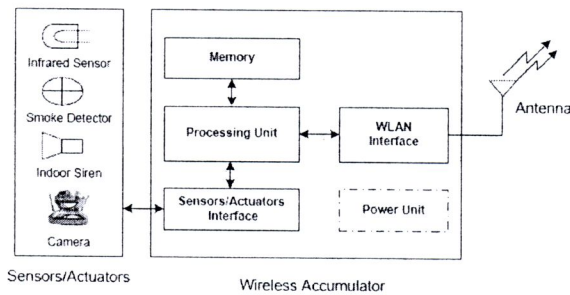 Infrared Sensor
Smoke Detector
Indoor Siren
Camera
Sensors/Actuators
Memory
Processing Unit
Sensors/Actuators
Interface
WLAN
Interface
Power Unit
Wireless Accumulator
Antenna